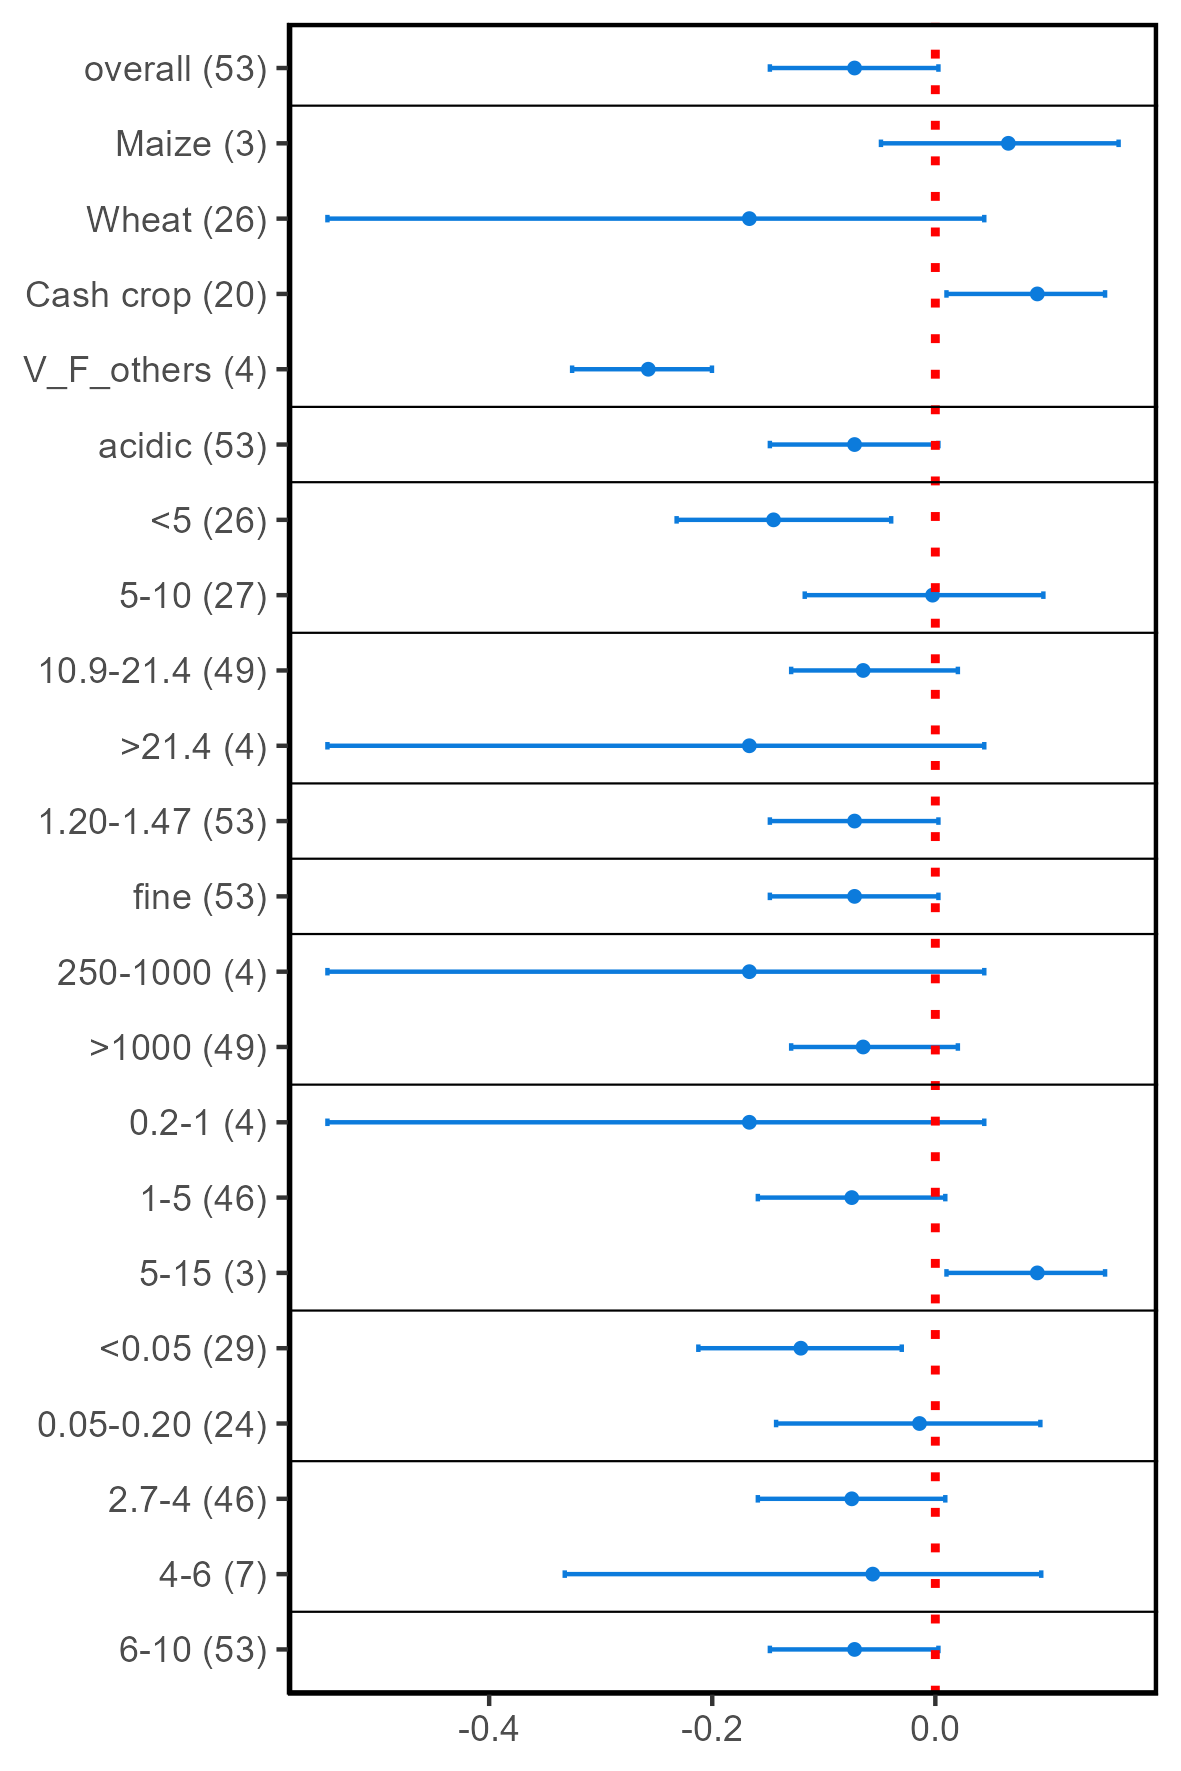 overall (53)
Maize (3)
Wheat (26)
Cash crop (20)
V_F_others (4)
acidic (53)
<5 (26)
5-10 (27)
10.9-21.4 (49)
>21.4 (4)
1.20-1.47 (53)
fine (53)
250-1000 (4)
>1000 (49)
0.2-1 (4)
1-5 (46)
5-15 (3)
<0.05 (29)
0.05-0.20 (24)
2.7-4 (46)
4-6 (7)
6-10 (53)
-0.4 -0.2 0.0